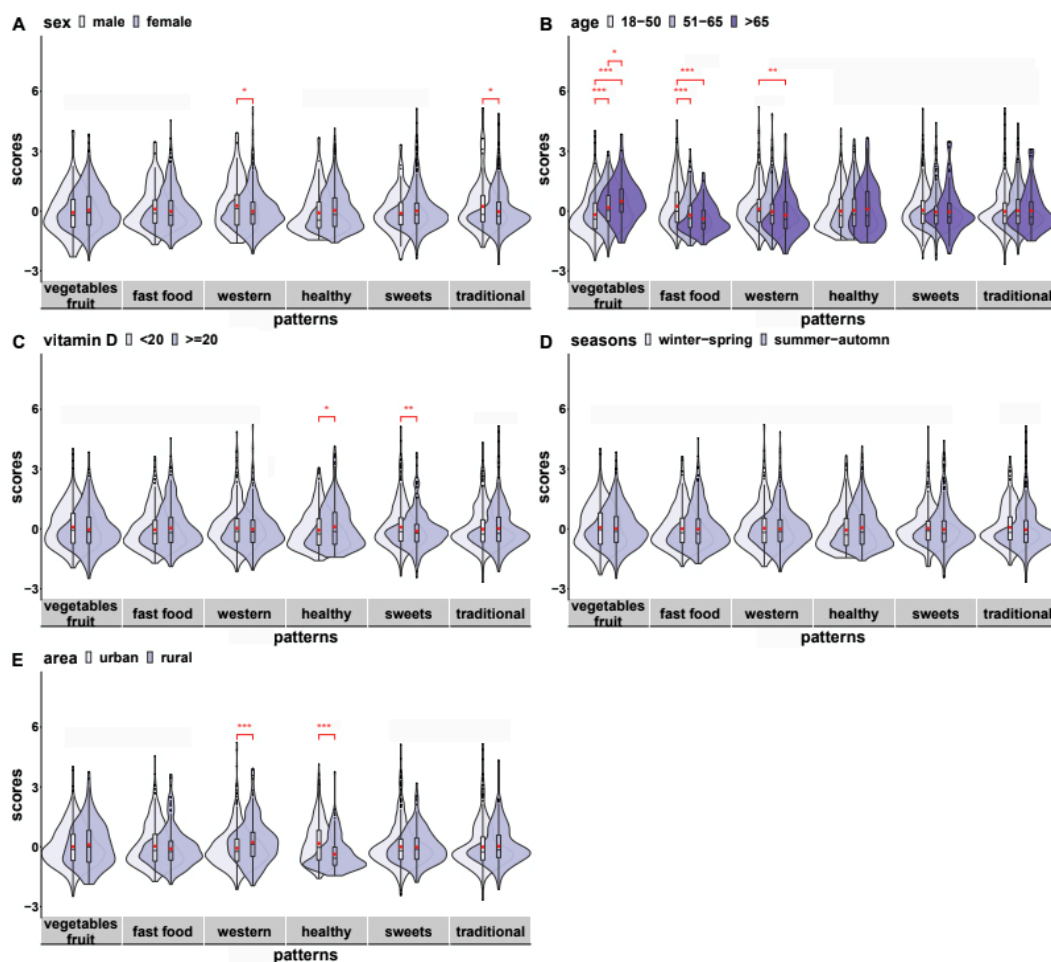 A sex male female
scores
6
3
0
−3
*
*
vegetables fruit
fast food
western
healthy
sweets
traditional
patterns
B age 18−50 51−65 >65
scores
6
3
0
−3
***
***
*
***
***
**
vegetables fruit
fast food
western
healthy
sweets
traditional
patterns
C vitamin D <20 >=20
scores
6
3
0
−3
*
**
vegetables fruit
fast food
western
healthy
sweets
traditional
patterns
D seasons winter−spring summer−automn
scores
6
3
0
−3
vegetables fruit
fast food
western
healthy
sweets
traditional
patterns
E area urban rural
scores
6
3
0
−3
***
***
vegetables fruit
fast food
western
healthy
sweets
traditional
patterns